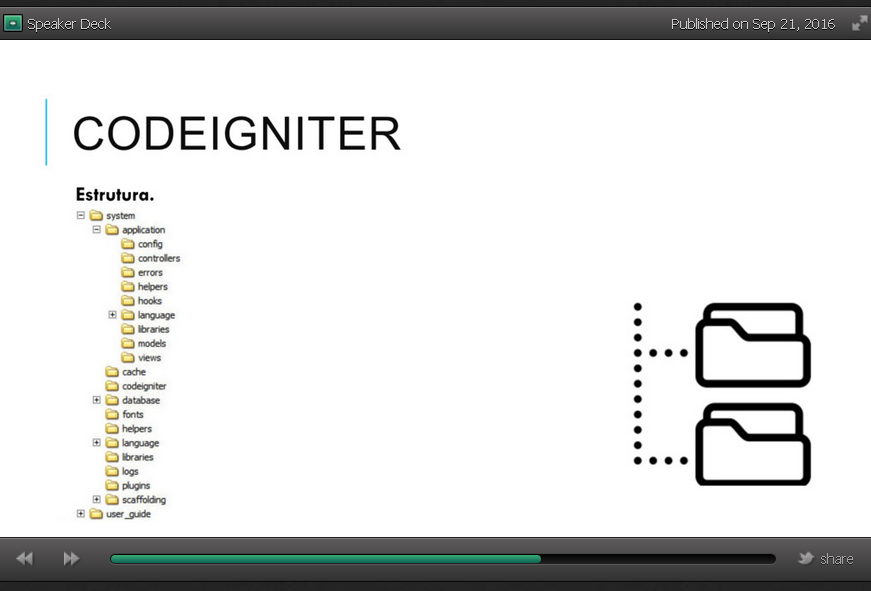 Speaker Deck
Published on Sep 21, 2016
CODEIGNITER
Estrutura.
system
application
config
controllers
errors
helpers
hooks
language
libraries
models
views
cache
codeigniter
database
fonts
helpers
language
libraries
logs
plugins
scaffolding
user_guide
share